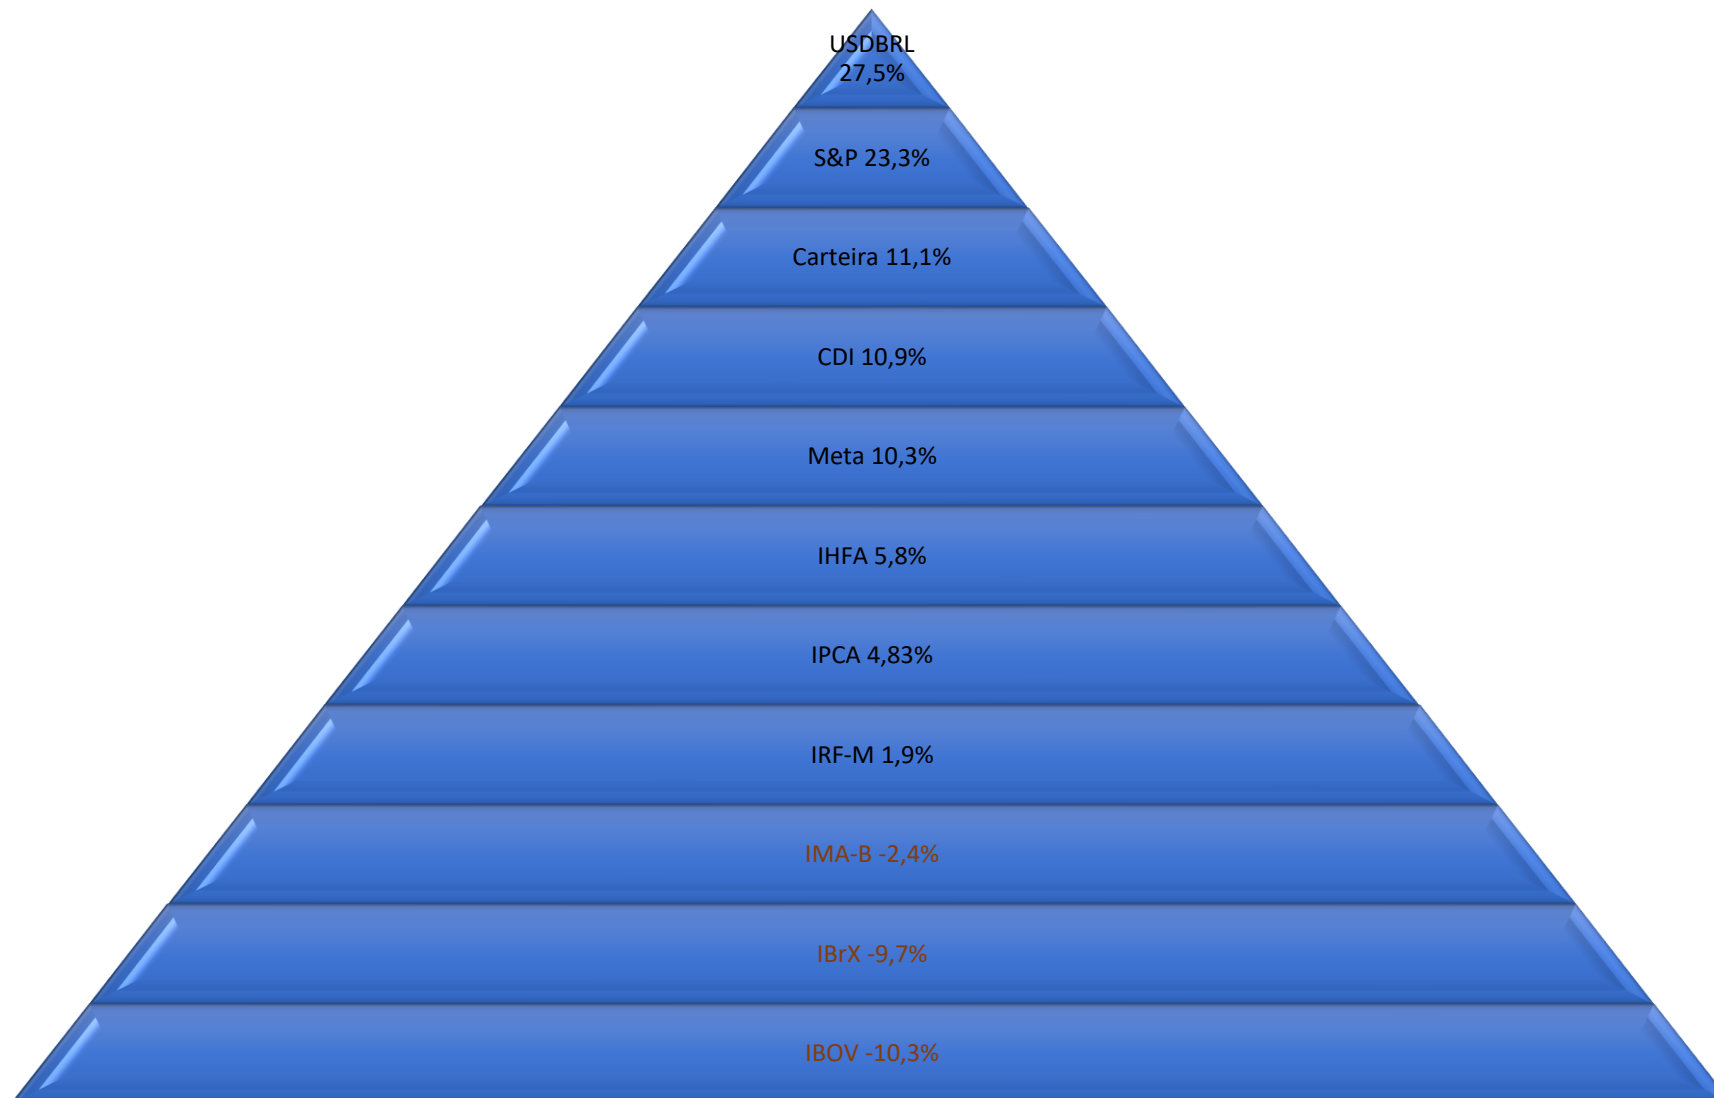 USDBRL
27,5%
S&P 23,3%
Carteira 11,1%
CDI 10,9%
Meta 10,3%
IHFA 5,8%
IPCA 4,83%
IRF-M 1,9%
IMA-B -2,4%
IBrX -9,7%
IBOV -10,3%